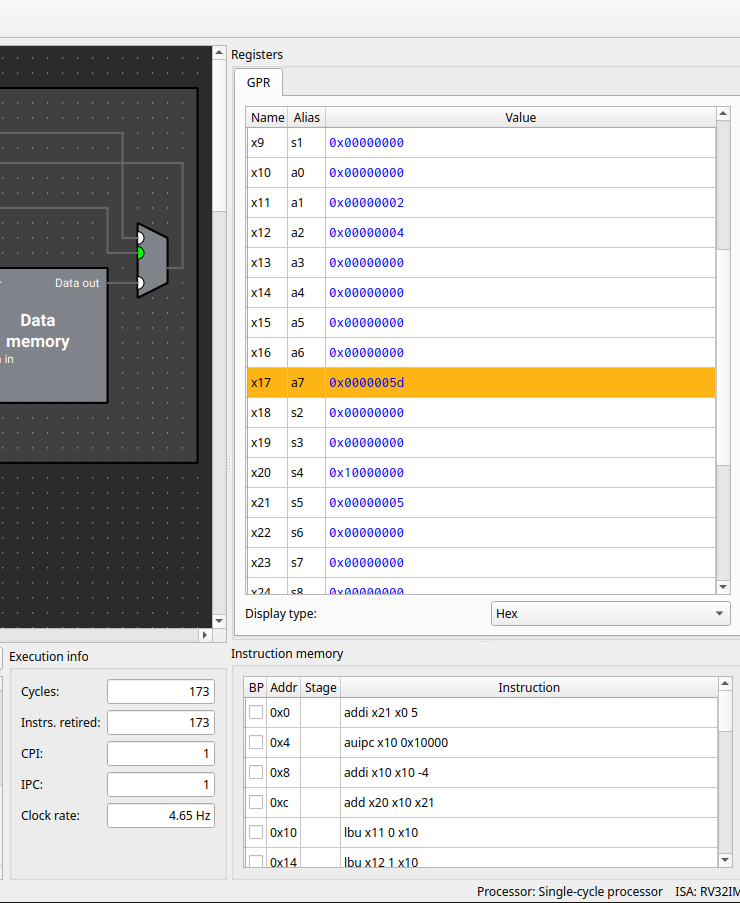 Registers
GPR
Name Alias Value
x9 s1 0x00000000
x10 a0 0x00000000
x11 a1 0x00000002
x12 a2 0x00000004
x13 a3 0x00000000
x14 a4 0x00000000
x15 a5 0x00000000
x16 a6 0x00000000
x17 a7 0x0000005d
x18 s2 0x00000000
x19 s3 0x00000000
x20 s4 0x10000000
x21 s5 0x00000005
x22 s6 0x00000000
x23 s7 0x00000000
x24 s8 0x00000000
Display type: Hex
Data out
Data
memory
in
Execution info
Cycles: 173
Instrs. retired: 173
CPI: 1
IPC: 1
Clock rate: 4.65 Hz
Instruction memory
BP Addr Stage Instruction
0x0 addi x21 x0 5
0x4 auipc x10 0x10000
0x8 addi x10 x10 -4
0xc add x20 x10 x21
0x10 lbu x11 0 x10
0x14 lbu x12 1 x10
Processor: Single-cycle processor ISA: RV32IM